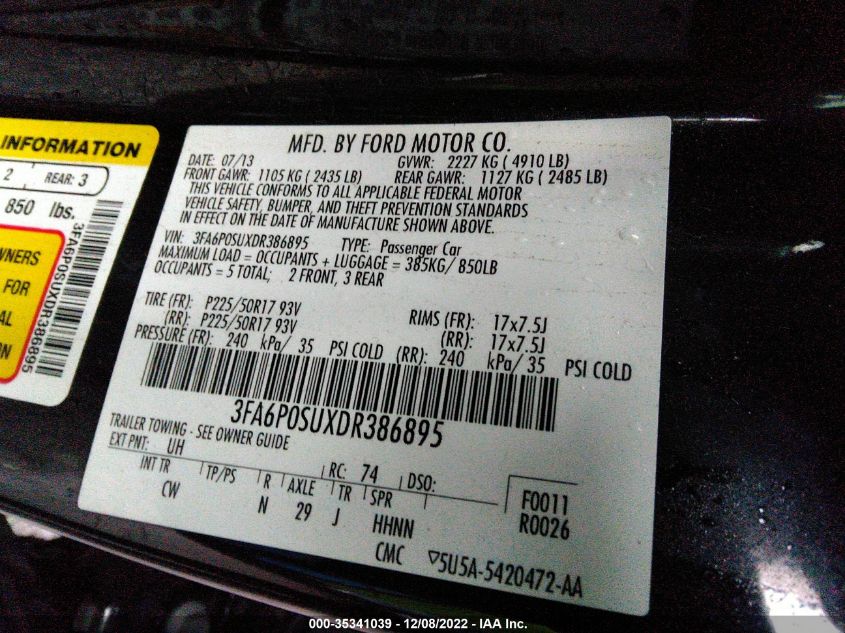 INFORMATION
2 REAR: 3
850 lbs.
WNERS
FOR
AL
ON
3FA6P0SUXDR386895
MFD. BY FORD MOTOR CO.
DATE: 07/13 GVWR: 2227 KG ( 4910 LB)
FRONT GAWR: 1105 KG ( 2435 LB) REAR GAWR: 1127 KG ( 2485 LB)
THIS VEHICLE CONFORMS TO ALL APPLICABLE FEDERAL MOTOR
VEHICLE SAFETY, BUMPER, AND THEFT PREVENTION STANDARDS
IN EFFECT ON THE DATE OF MANUFACTURE SHOWN ABOVE.
VIN: 3FA6P0SUXDR386895 TYPE: Passenger Car
MAXIMUM LOAD = OCCUPANTS + LUGGAGE = 385KG/ 850LB
OCCUPANTS = 5 TOTAL; 2 FRONT, 3 REAR
TIRE (FR): P225/50R17 93V RIMS (FR): 17x7.5J
(RR): P225/50R17 93V (RR): 17x7.5J
PRESSURE (FR): 240 kPa/ 35 PSI COLD (RR): 240 kPa/ 35 PSI COLD
3FA6P0SUXDR386895
TRAILER TOWING - SEE OWNER GUIDE
EXT PNT: UH RC: 74 DSO:
INT TR TP/PS R AXLE TR SPR F0011
CW N 29 J HHNN R0026
CMC ▽5U5A-5420472-AA
000-35341039 - 12/08/2022 - IAA Inc.